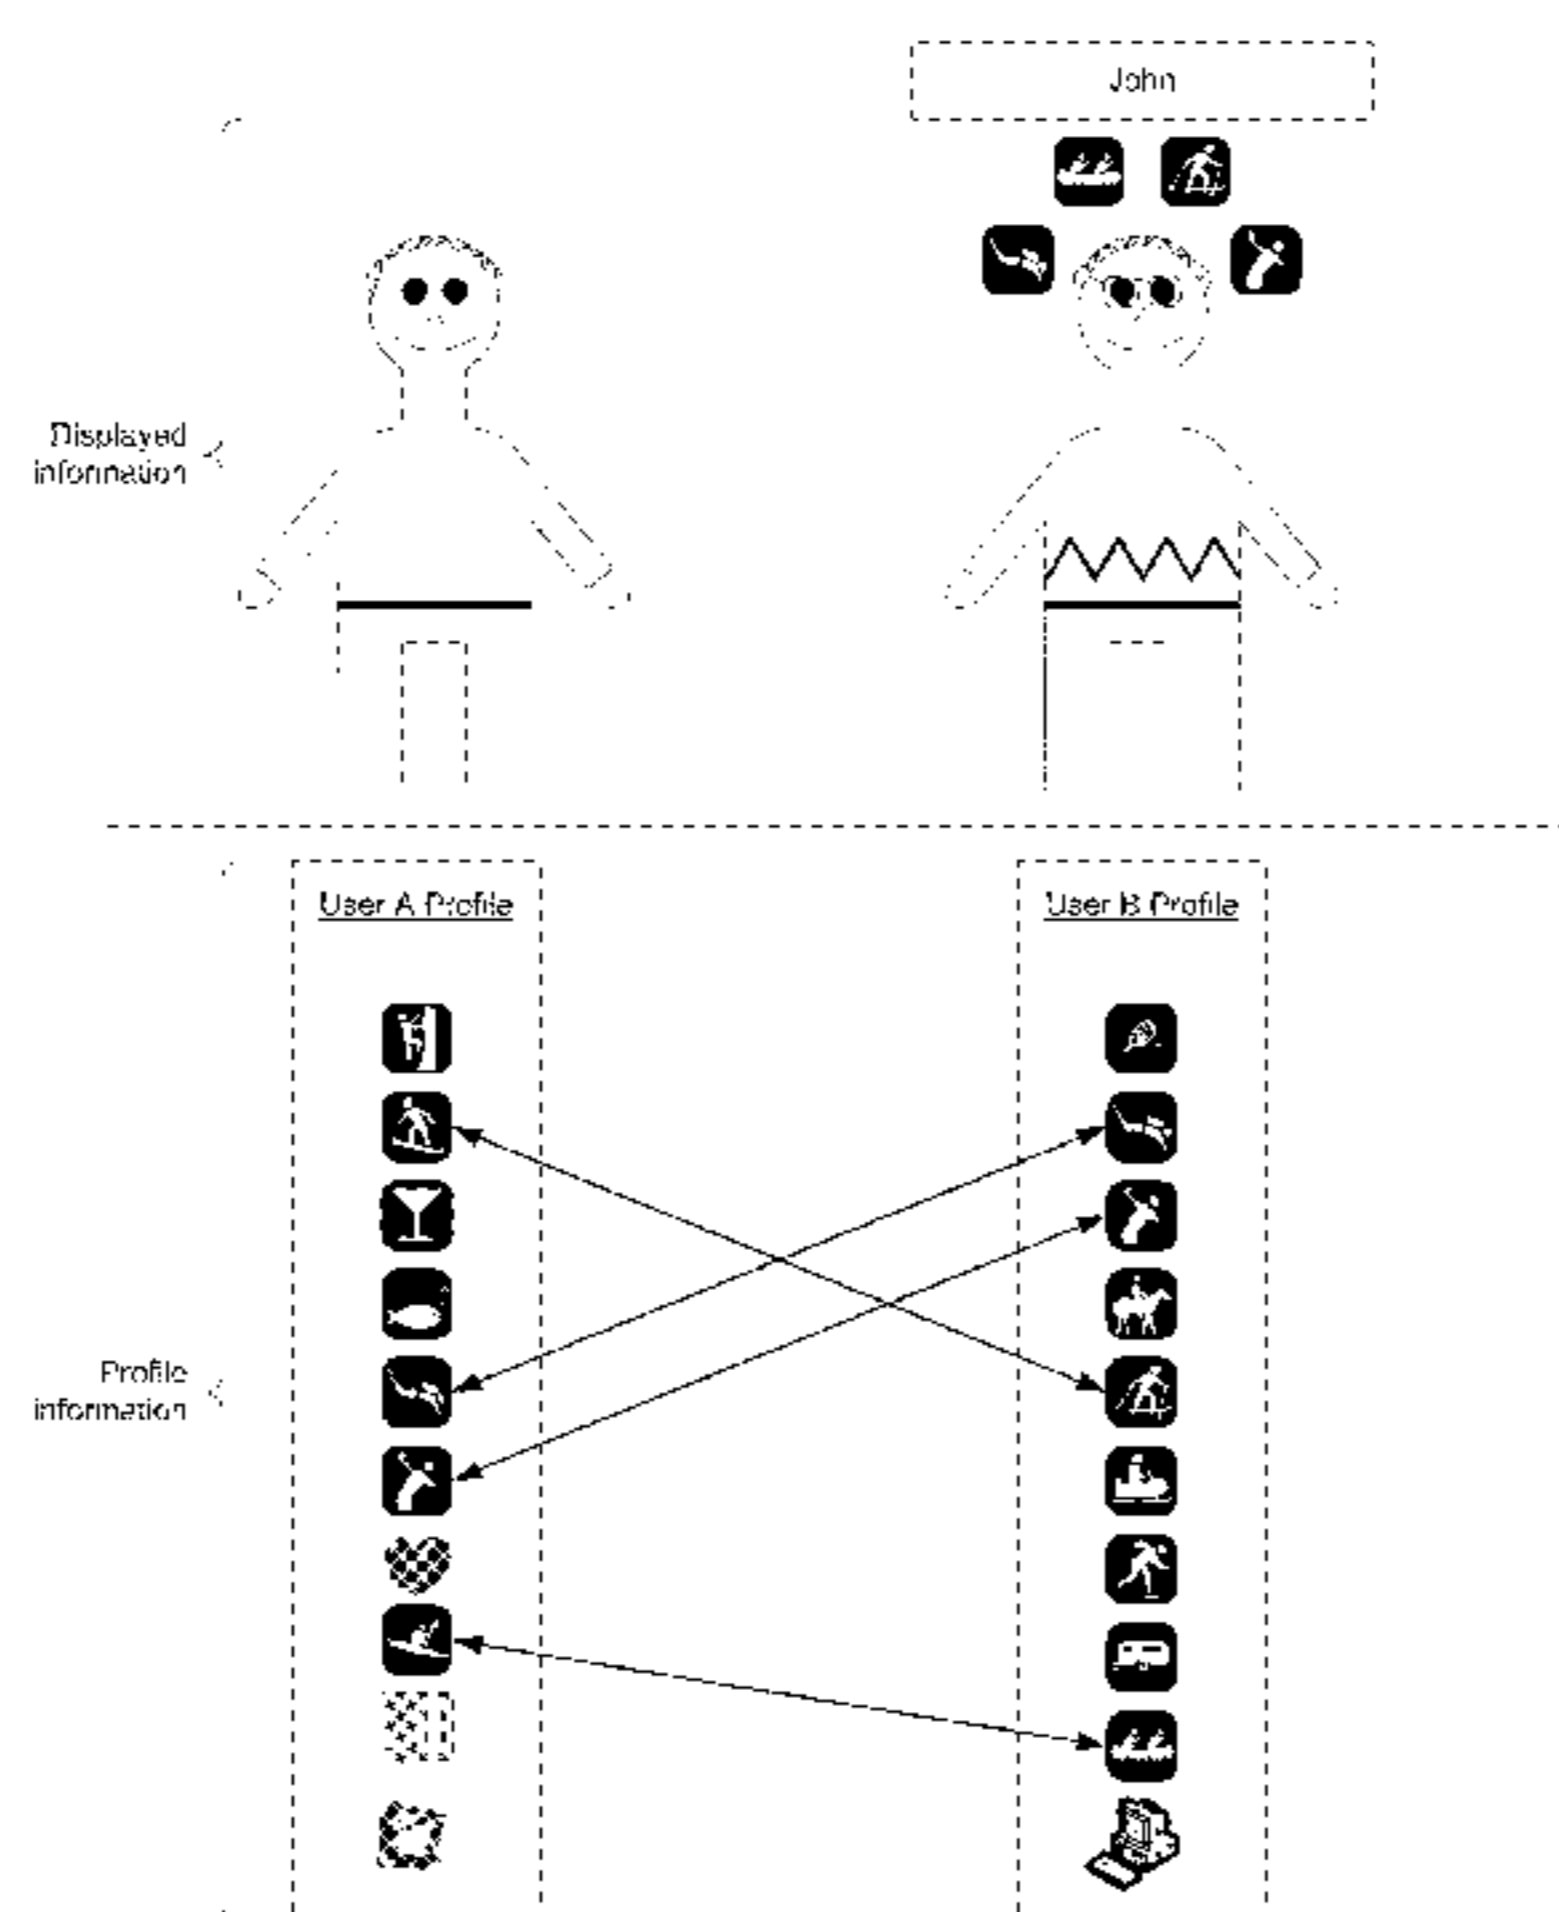 John
Displayed
information
User A Profile
User B Profile
Profile
information